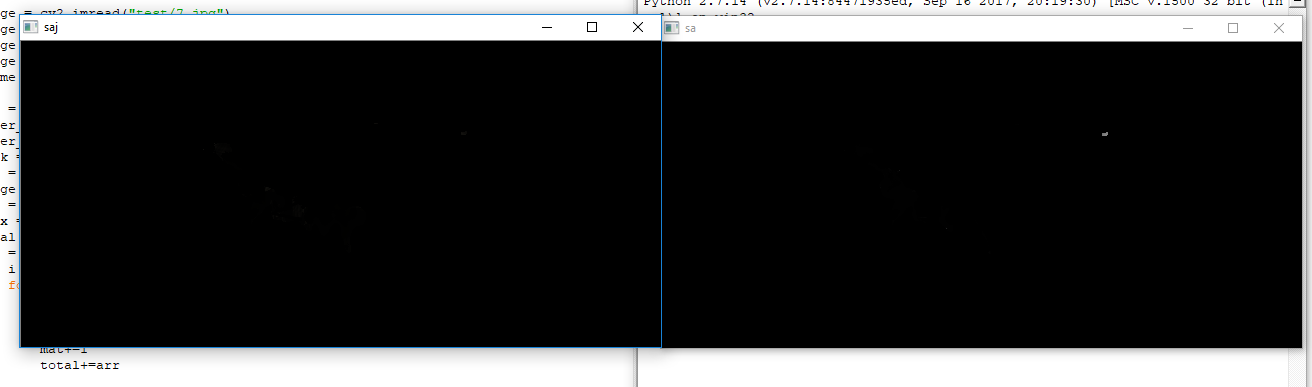 ge = cv2.imread("test/7.jpg")
Python 2.7.14 (v2.7.14:84471935ed, Sep 16 2017, 20:19:30) [MSC v.1500 32 bit (In
saj
sa
ge
ge
ge
me
=
er_
er_
k =
=
ge
=
x =
al
=
i
fo
mat+=1
total+=arr